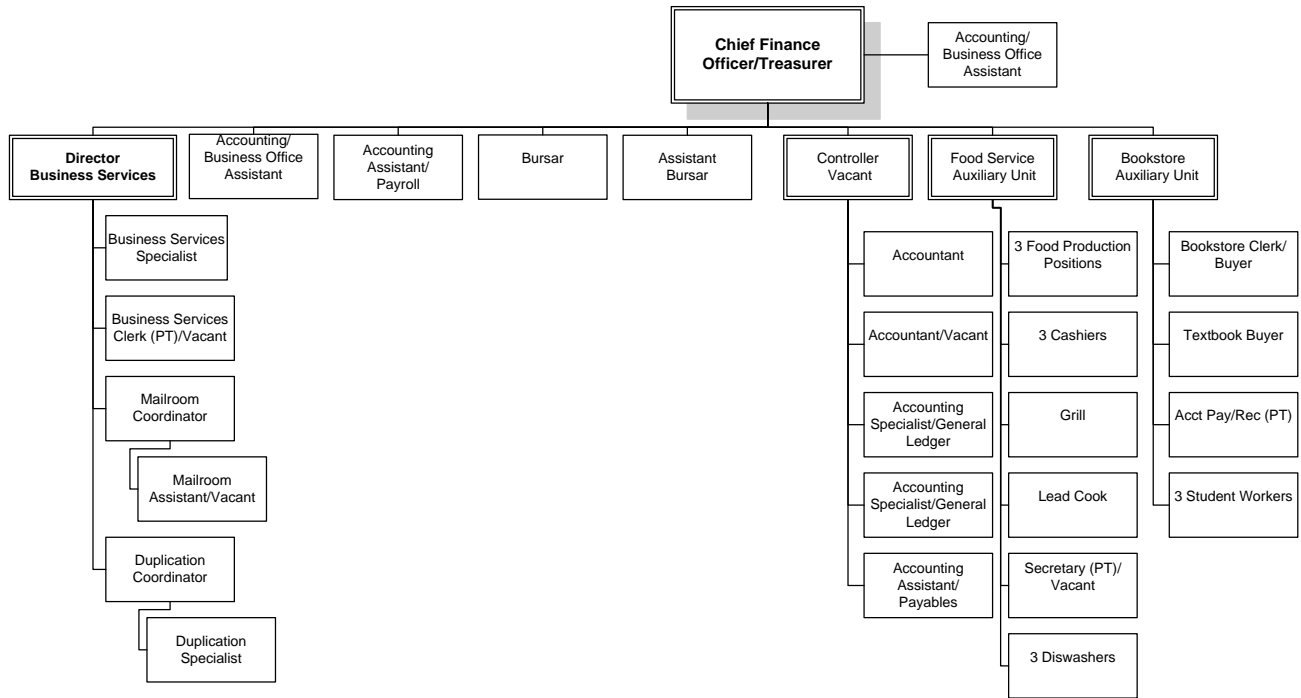 Chief Finance
Officer/Treasurer
Accounting/
Business Office
Assistant
Director
Business Services
Accounting/
Business Office
Assistant
Accounting
Assistant/
Payroll
Bursar
Assistant
Bursar
Controller
Vacant
Food Service
Auxiliary Unit
Bookstore
Auxiliary Unit
Business Services
Specialist
Business Services
Clerk (PT)/Vacant
Mailroom
Coordinator
Mailroom
Assistant/Vacant
Duplication
Coordinator
Duplication
Specialist
Accountant
Accountant/Vacant
Accounting
Specialist/General
Ledger
Accounting
Specialist/General
Ledger
Accounting
Assistant/
Payables
3 Food Production
Positions
3 Cashiers
Grill
Lead Cook
Secretary (PT)/
Vacant
3 Diswashers
Bookstore Clerk/
Buyer
Textbook Buyer
Acct Pay/Rec (PT)
3 Student Workers